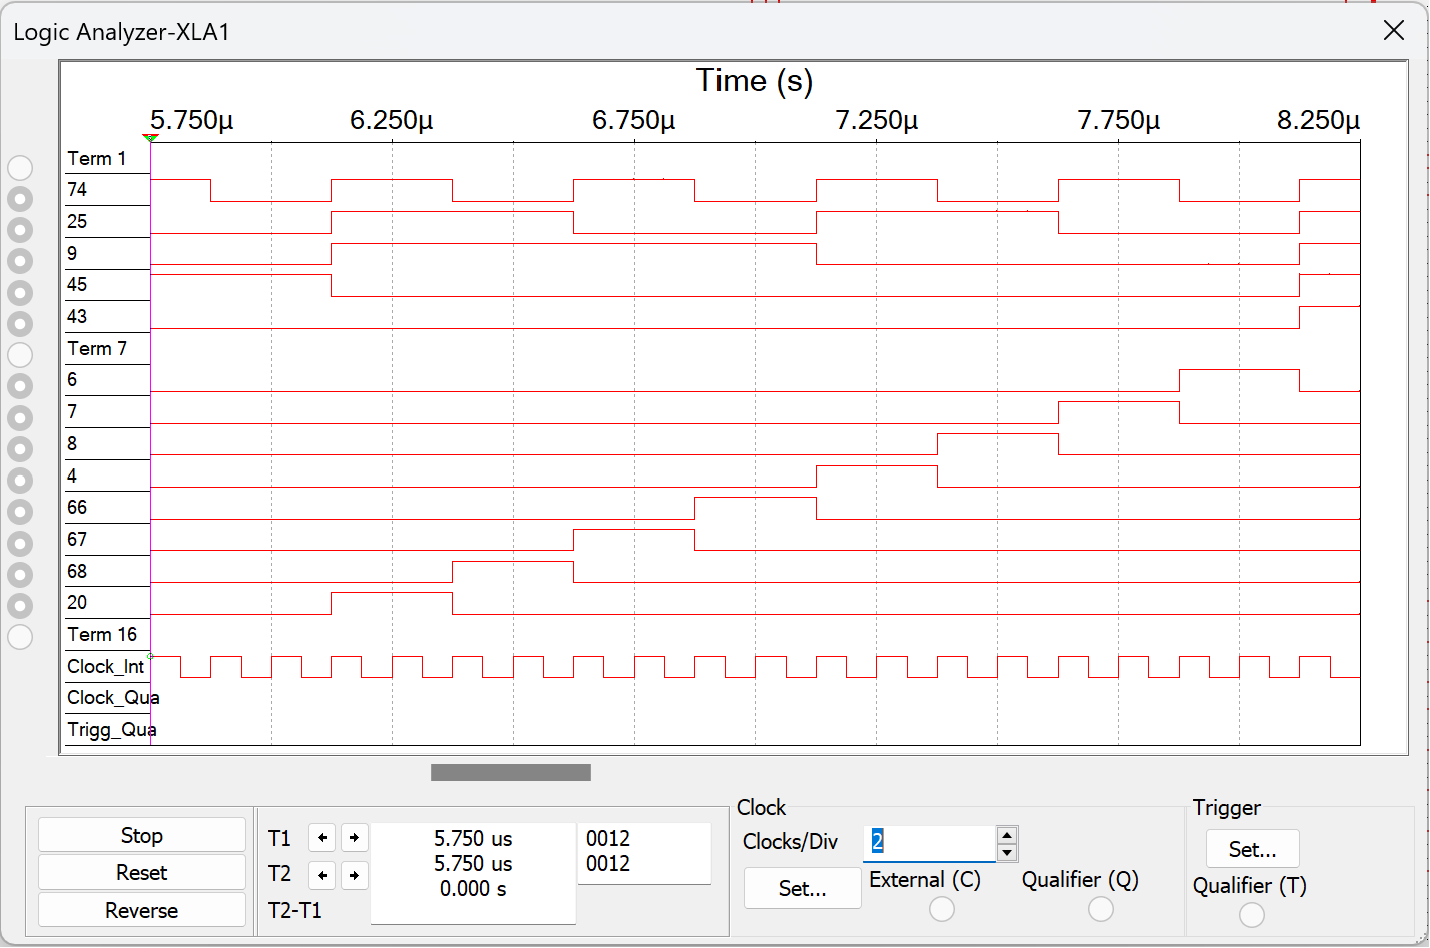 Logic Analyzer-XLA1
Time (s)
5.750µ 6.250µ 6.750µ 7.250µ 7.750µ 8.250µ
Term 1
74
25
9
45
43
Term 7
6
7
8
4
66
67
68
20
Term 16
Clock_Int
Clock_Qua
Trigg_Qua
Stop
Reset
Reverse
T1
T2
T2-T1
5.750 us
5.750 us
0.000 s
0012
0012
Clock
Clocks/Div 2
Set...
External (C)
Qualifier (Q)
Trigger
Set...
Qualifier (T)